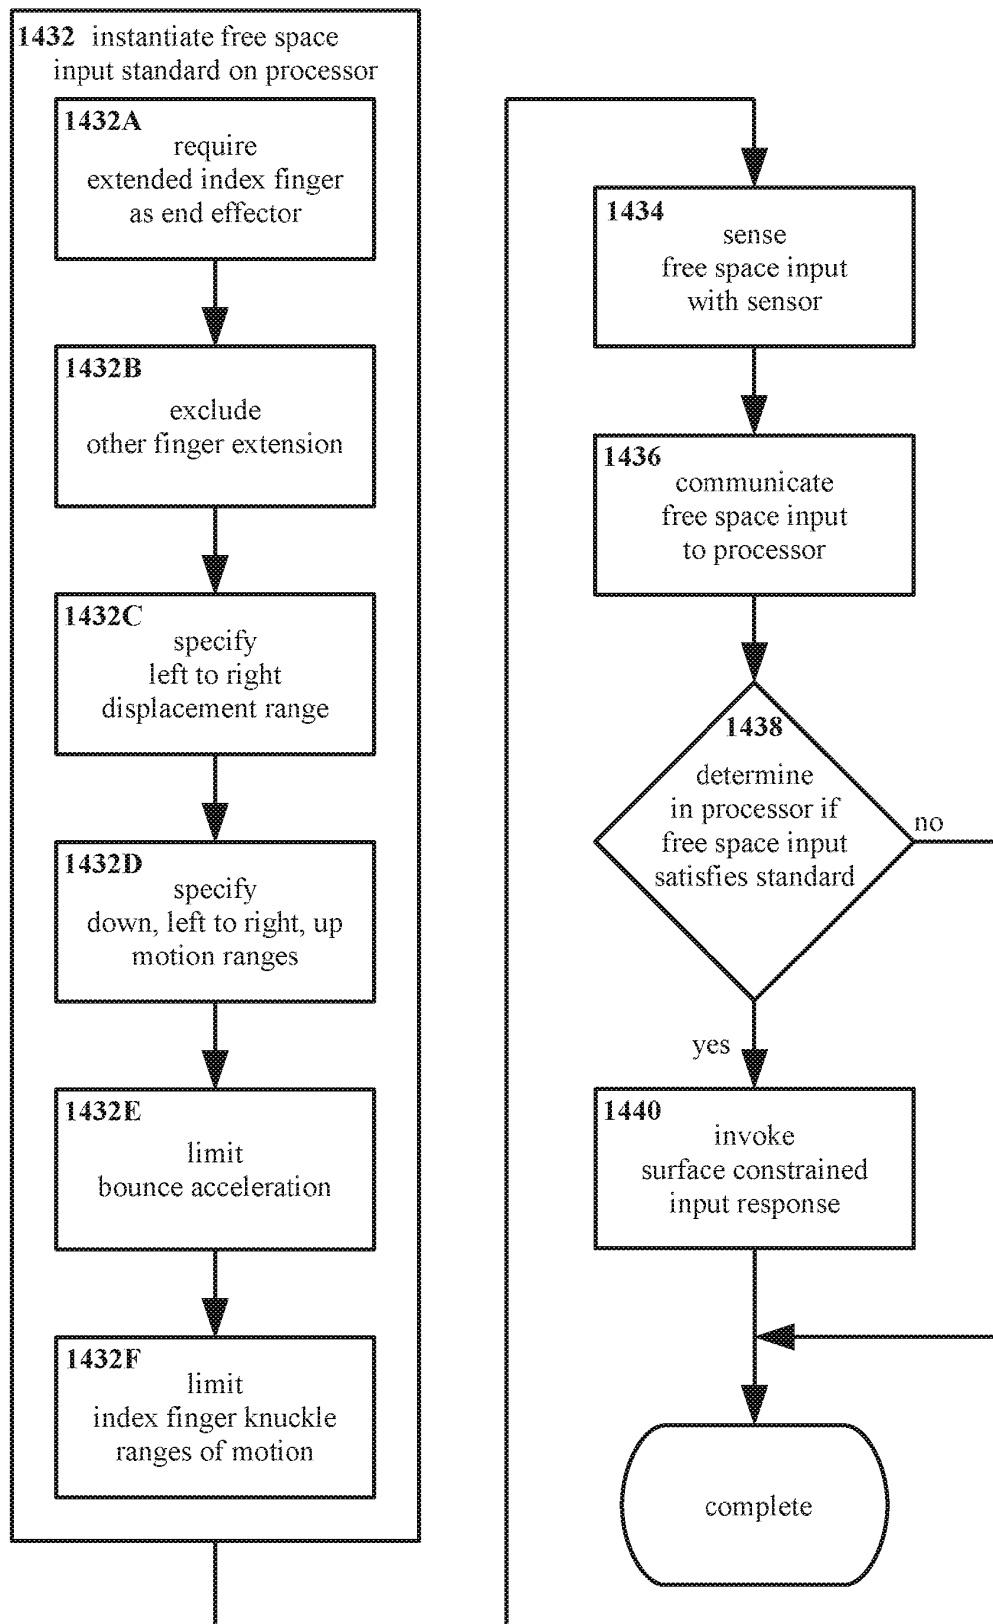 1432 instantiate free space
input standard on processor
1432A
require
extended index finger
as end effector
1432B
exclude
other finger extension
1432C
specify
left to right
displacement range
1432D
specify
down, left to right, up
motion ranges
1432E
limit
bounce acceleration
1432F
limit
index finger knuckle
ranges of motion
1434
sense
free space input
with sensor
1436
communicate
free space input
to processor
1438
determine
in processor if
free space input
satisfies standard
no
yes
1440
invoke
surface constrained
input response
complete